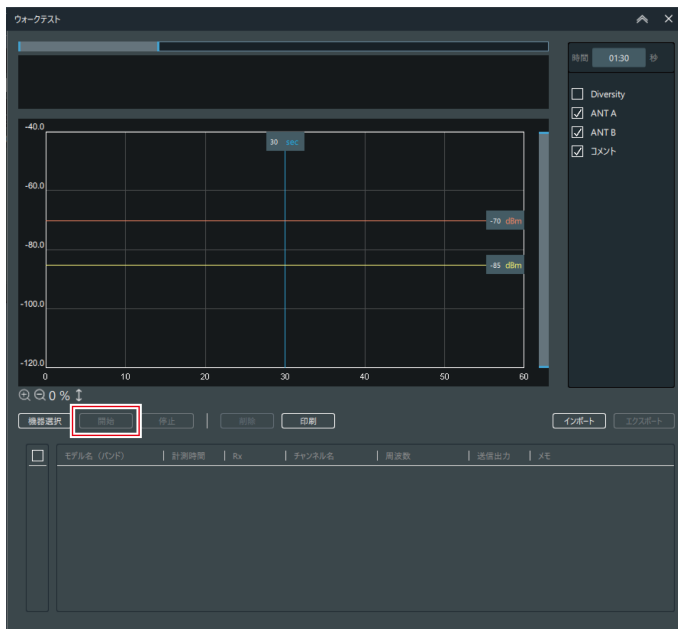 ウォークテスト
時間 01:30 秒
Diversity
ANT A
ANT B
コメント
-40.0
30 sec
-60.0
-70 dBm
-80.0
-85 dBm
-100.0
-120.0
0 10 20 30 40 50 60
0 %
機器選択 開始 停止 削除 印刷 インポート エクスポート
モデル名（バンド） 計測時間 Rx チャンネル名 周波数 送信出力 メモ